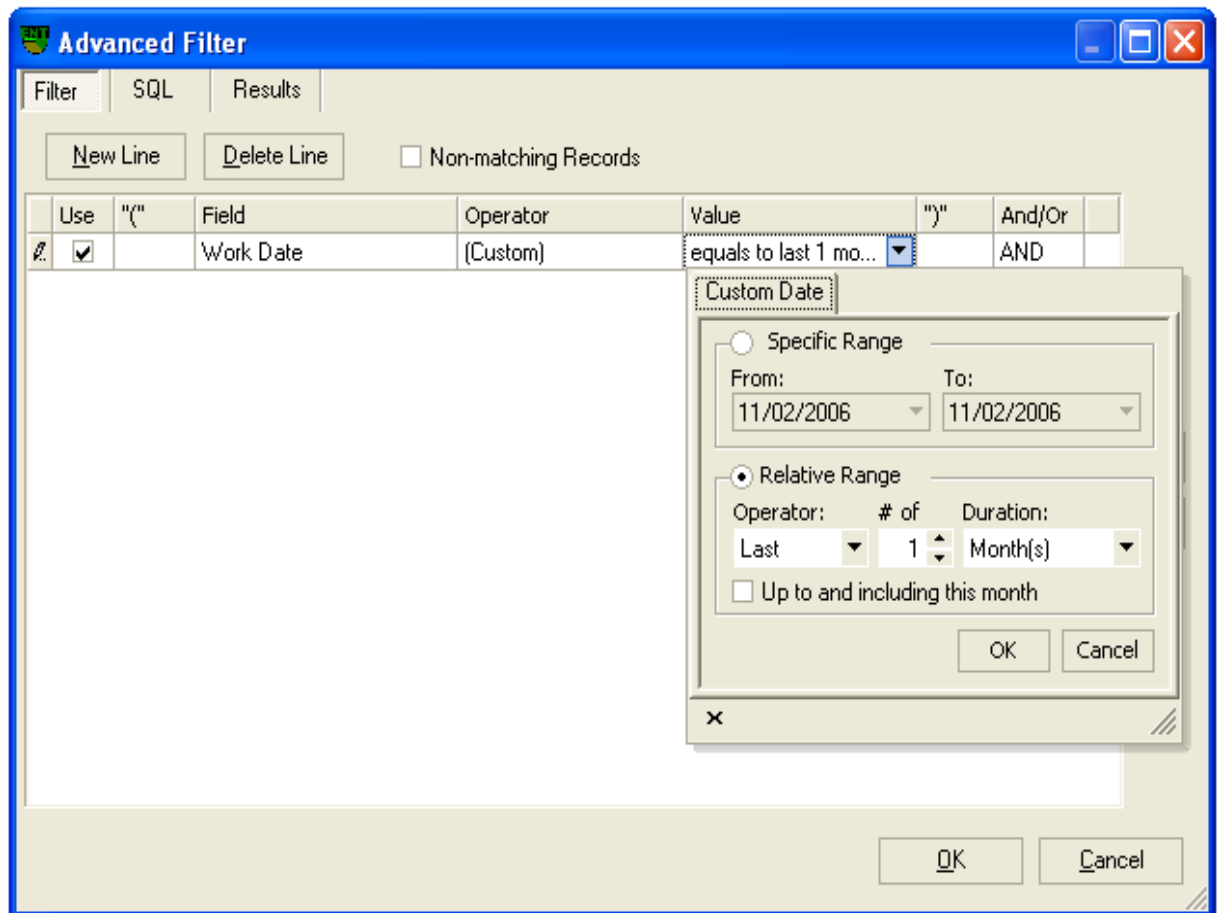 ENT Advanced Filter
Filter SQL Results
New Line Delete Line Non-matching Records
Use "(" Field Operator Value ")" And/Or
Work Date (Custom) equals to last 1 mo... AND
Custom Date
Specific Range
From: To:
11/02/2006 11/02/2006
Relative Range
Operator: # of Duration:
Last 1 Month(s)
Up to and including this month
OK Cancel
OK Cancel